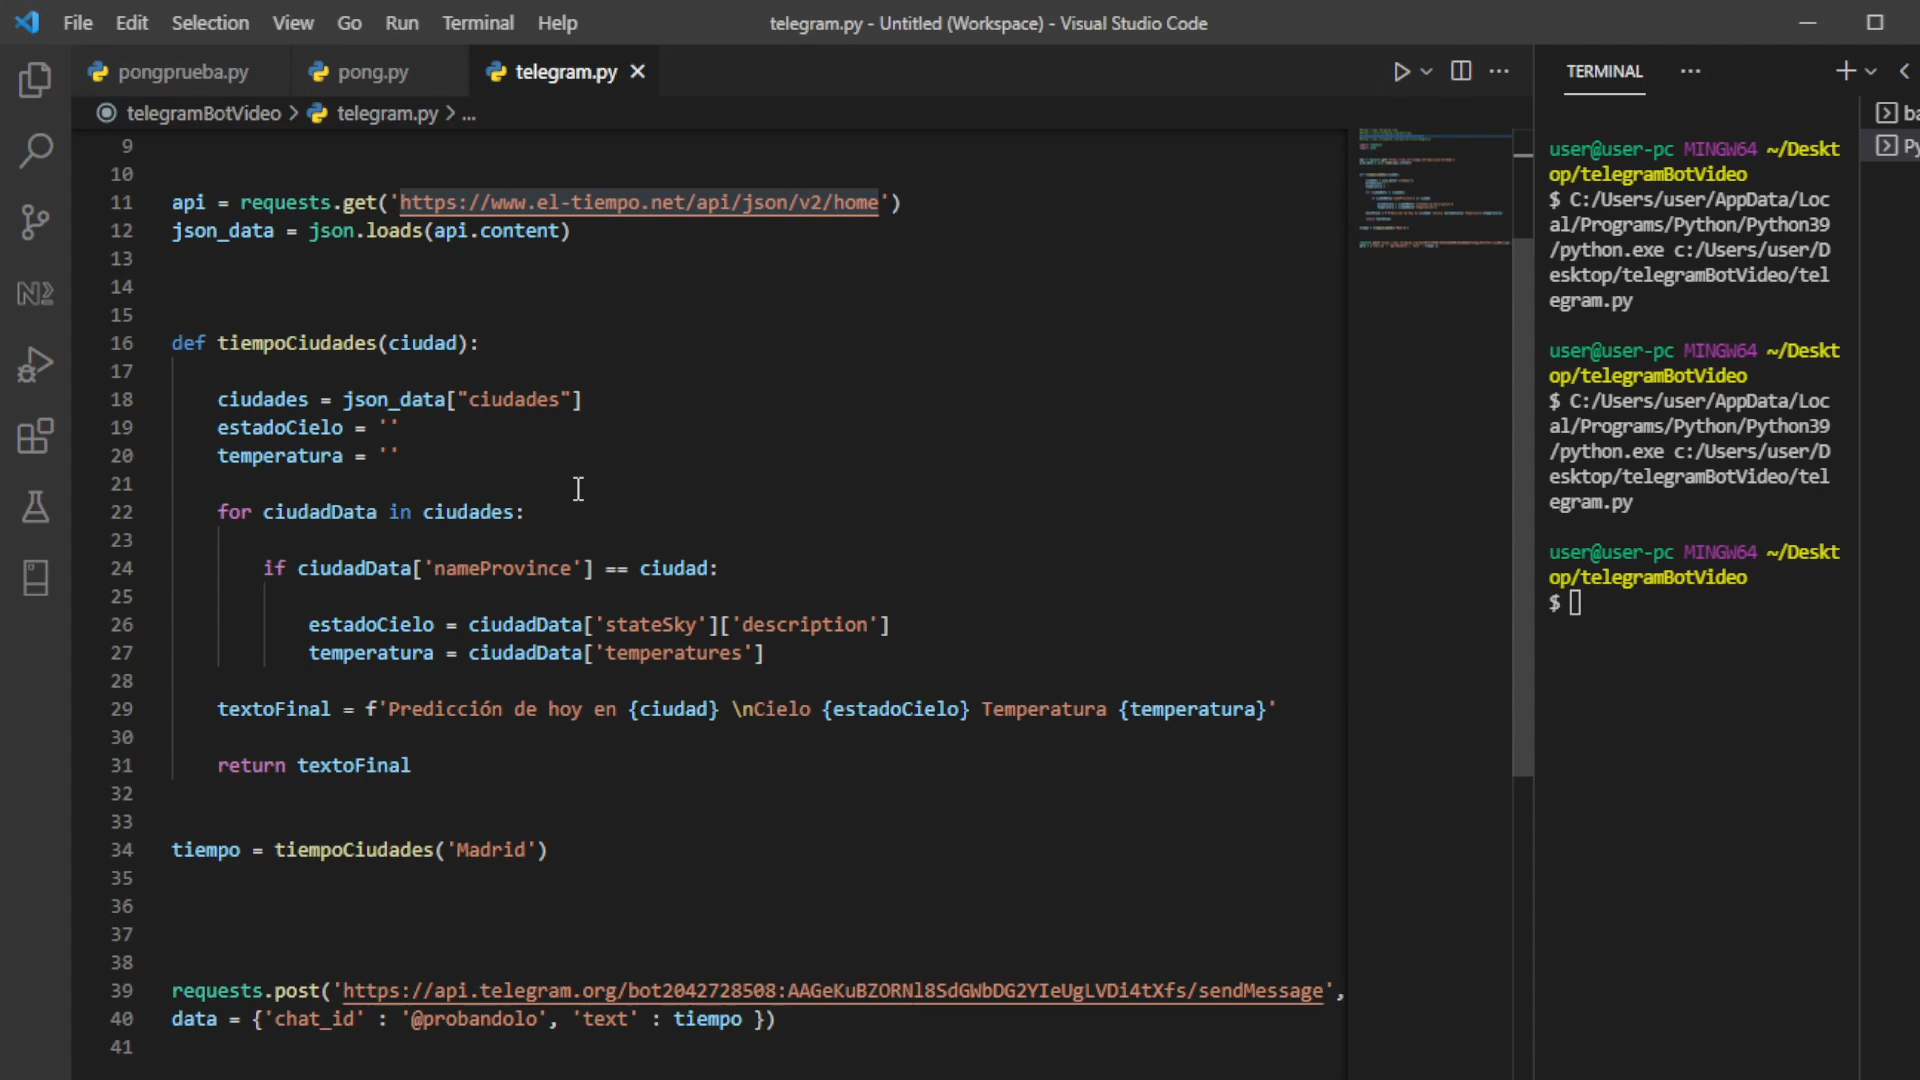 File Edit Selection View Go Run Terminal Help
telegram.py - Untitled (Workspace) - Visual Studio Code
pongprueba.py pong.py telegram.py
telegramBotVideo > telegram.py > ...
9
10
11 api = requests.get('https://www.el-tiempo.net/api/json/v2/home')
12 json_data = json.loads(api.content)
13
14
15
16 def tiempoCiudades(ciudad):
17
18 ciudades = json_data["ciudades"]
19 estadoCielo = ''
20 temperatura = ''
21
22 for ciudadData in ciudades:
23
24 if ciudadData['nameProvince'] == ciudad:
25
26 estadoCielo = ciudadData['stateSky']['description']
27 temperatura = ciudadData['temperatures']
28
29 textoFinal = f'Predicción de hoy en {ciudad} \nCielo {estadoCielo} Temperatura {temperatura}'
30
31 return textoFinal
32
33
34 tiempo = tiempoCiudades('Madrid')
35
36
37
38
39 requests.post('https://api.telegram.org/bot2042728508:AAGeKuBZORNl8SdGWbDG2YIeUgLVDi4tXfs/sendMessage',
40 data = {'chat_id' : '@probandolo', 'text' : tiempo })
41
TERMINAL
ba
Py
user@user-pc MINGW64 ~/Deskt
op/telegramBotVideo
$ C:/Users/user/AppData/Loc
al/Programs/Python/Python39
/python.exe c:/Users/user/D
esktop/telegramBotVideo/tel
egram.py
user@user-pc MINGW64 ~/Deskt
op/telegramBotVideo
$ C:/Users/user/AppData/Loc
al/Programs/Python/Python39
/python.exe c:/Users/user/D
esktop/telegramBotVideo/tel
egram.py
user@user-pc MINGW64 ~/Deskt
op/telegramBotVideo
$